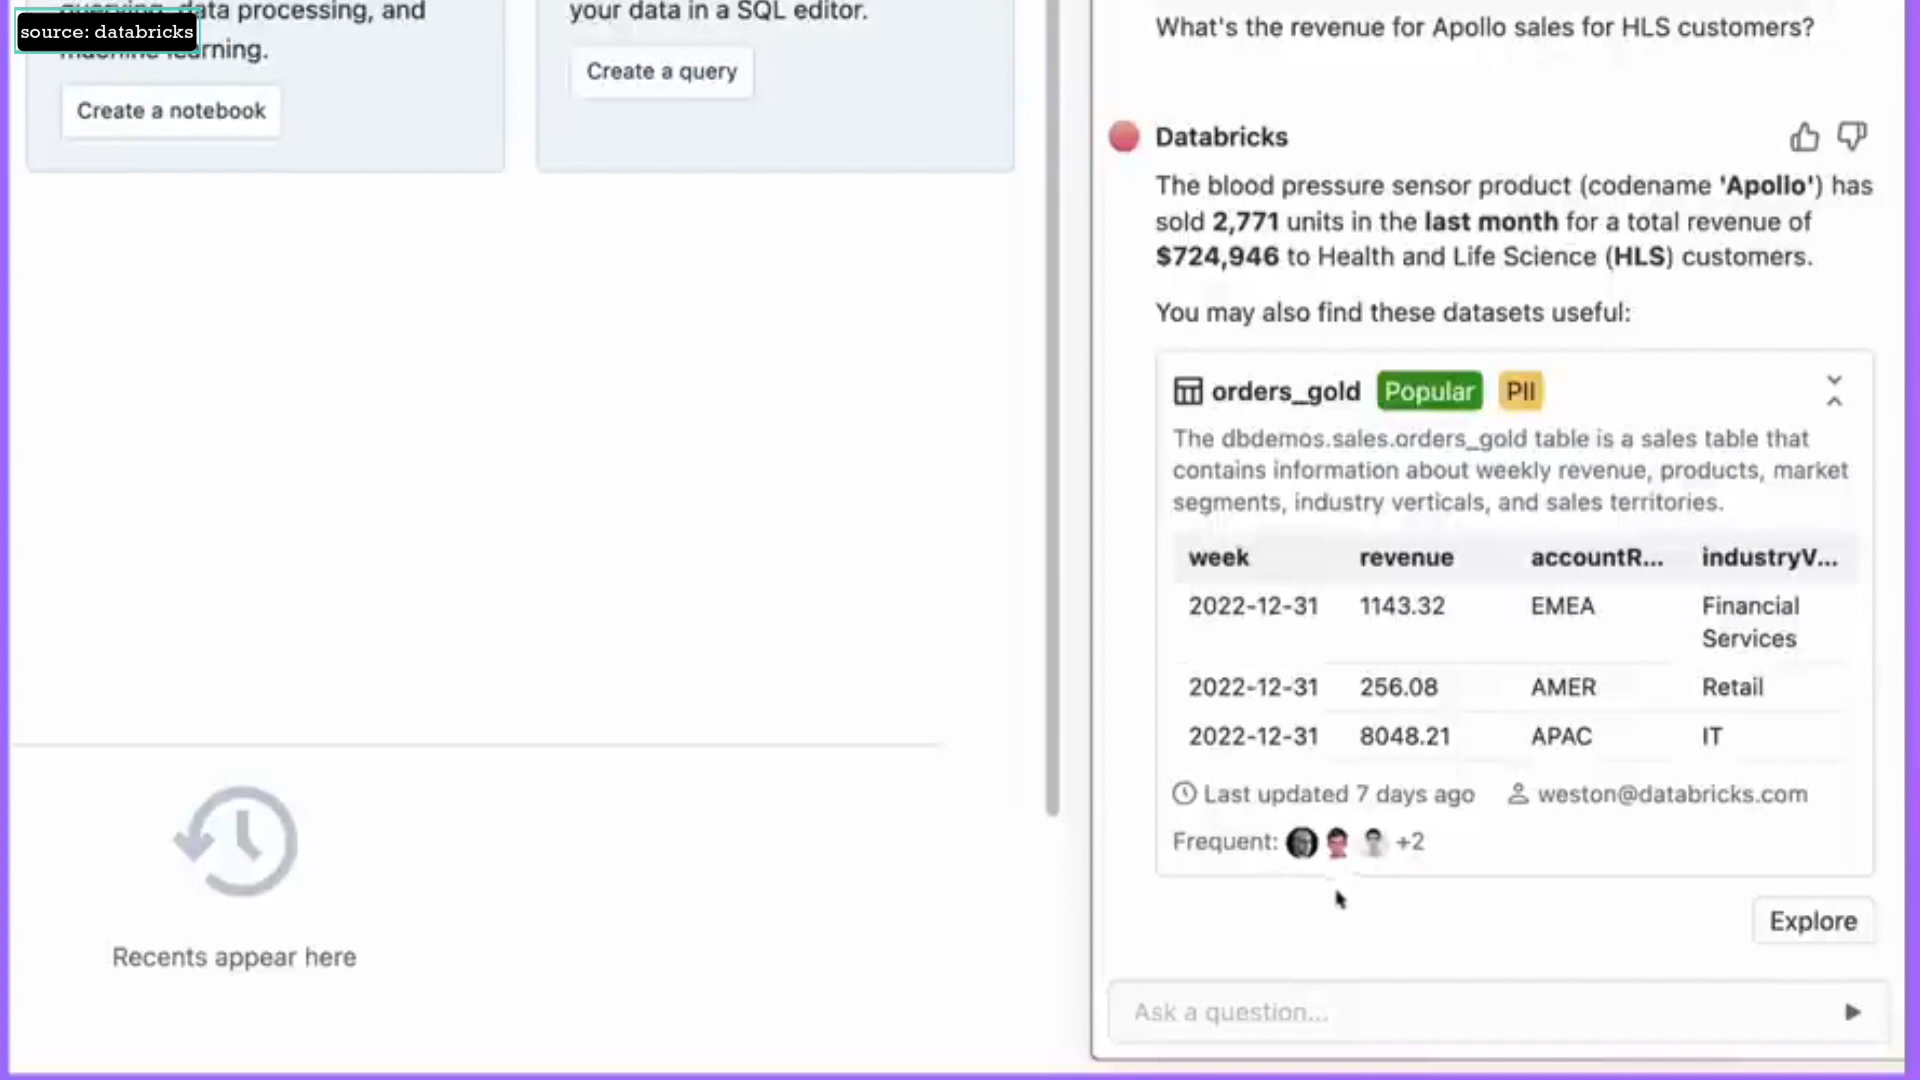 source: databricks
data processing, and
machine learning.
Create a notebook
your data in a SQL editor.
Create a query
Recents appear here
What's the revenue for Apollo sales for HLS customers?
Databricks
The blood pressure sensor product (codename 'Apollo') has
sold 2,771 units in the last month for a total revenue of
$724,946 to Health and Life Science (HLS) customers.
You may also find these datasets useful:
orders_gold Popular PII
The dbdemos.sales.orders_gold table is a sales table that
contains information about weekly revenue, products, market
segments, industry verticals, and sales territories.
week revenue accountR... industryV...
2022-12-31 1143.32 EMEA Financial
Services
2022-12-31 256.08 AMER Retail
2022-12-31 8048.21 APAC IT
Last updated 7 days ago weston@databricks.com
Frequent: +2
Explore
Ask a question...